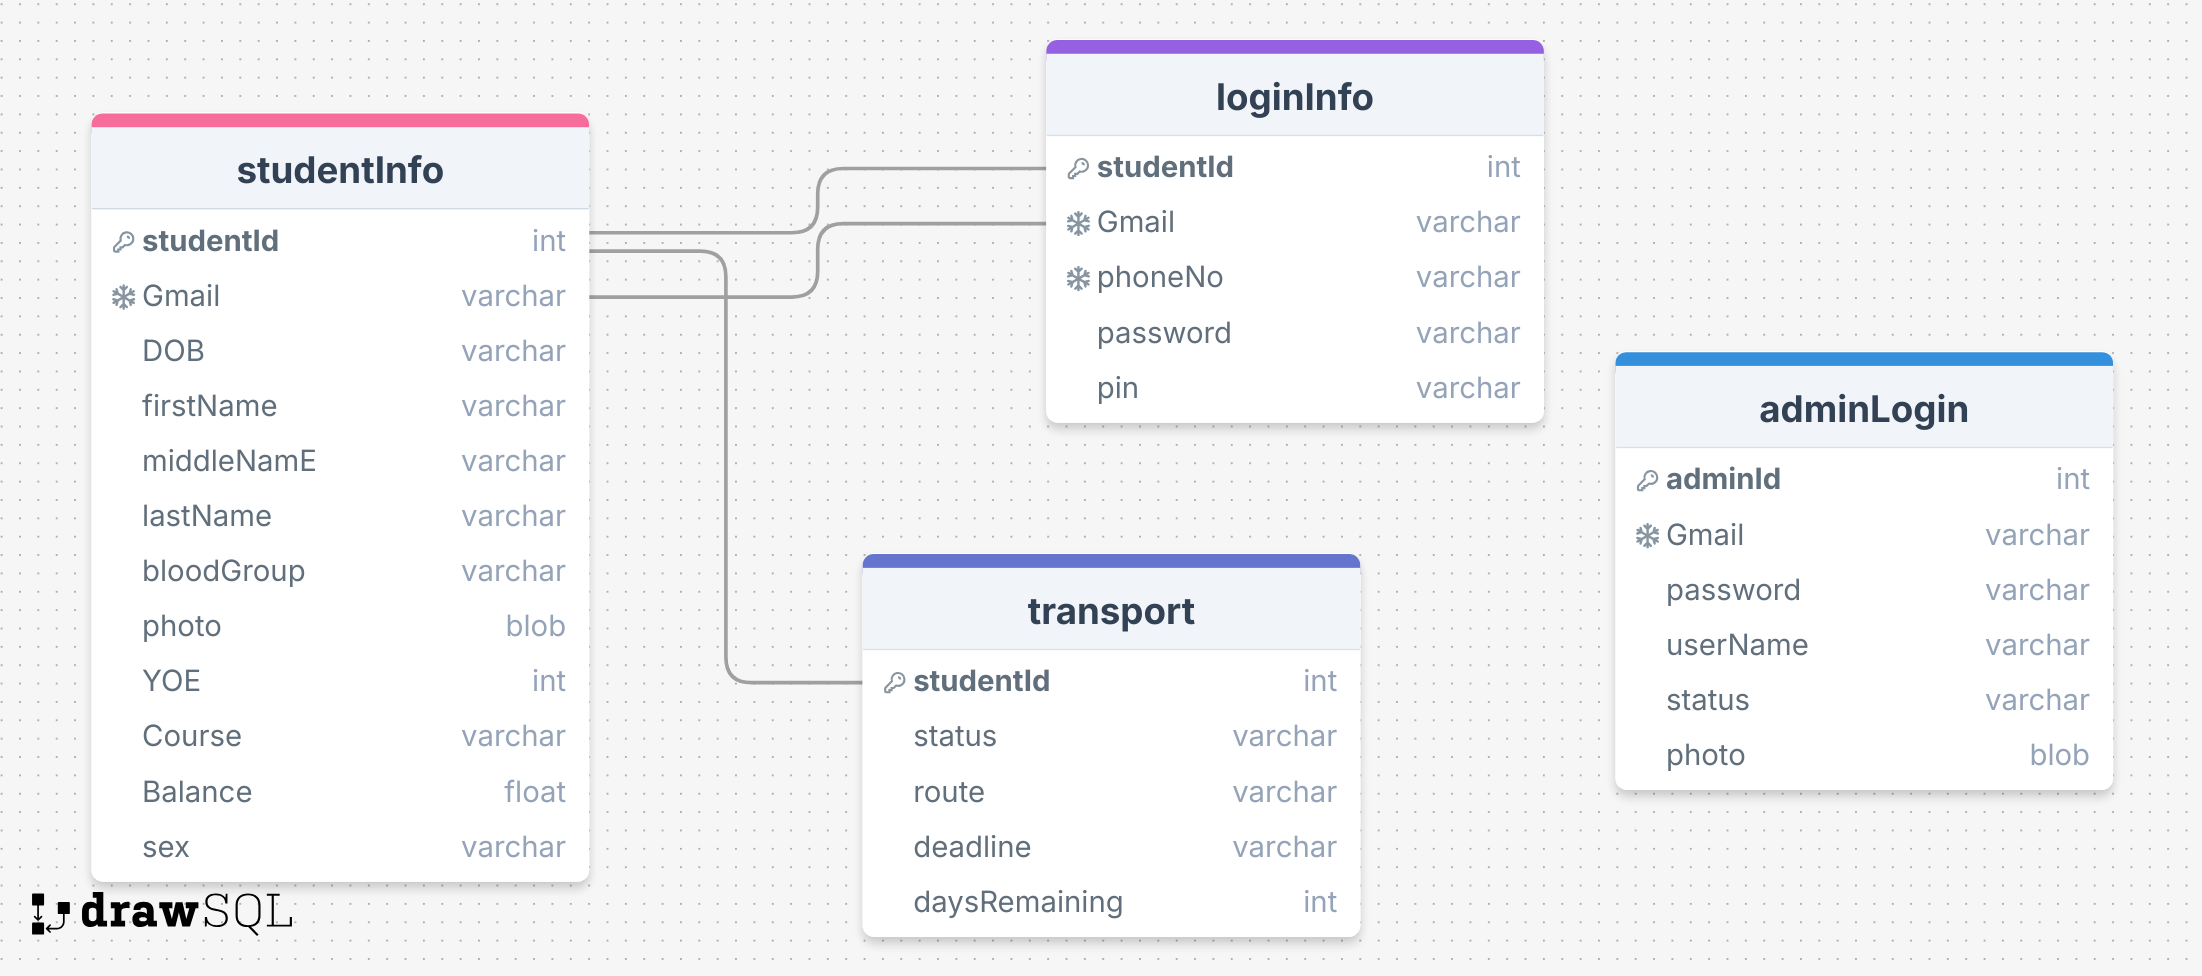 studentInfo
studentId int
Gmail varchar
DOB varchar
firstName varchar
middleNamE varchar
lastName varchar
bloodGroup varchar
photo blob
YOE int
Course varchar
Balance float
sex varchar
loginInfo
studentId int
Gmail varchar
phoneNo varchar
password varchar
pin varchar
transport
studentId int
status varchar
route varchar
deadline varchar
daysRemaining int
adminLogin
adminId int
Gmail varchar
password varchar
userName varchar
status varchar
photo blob
drawSQL